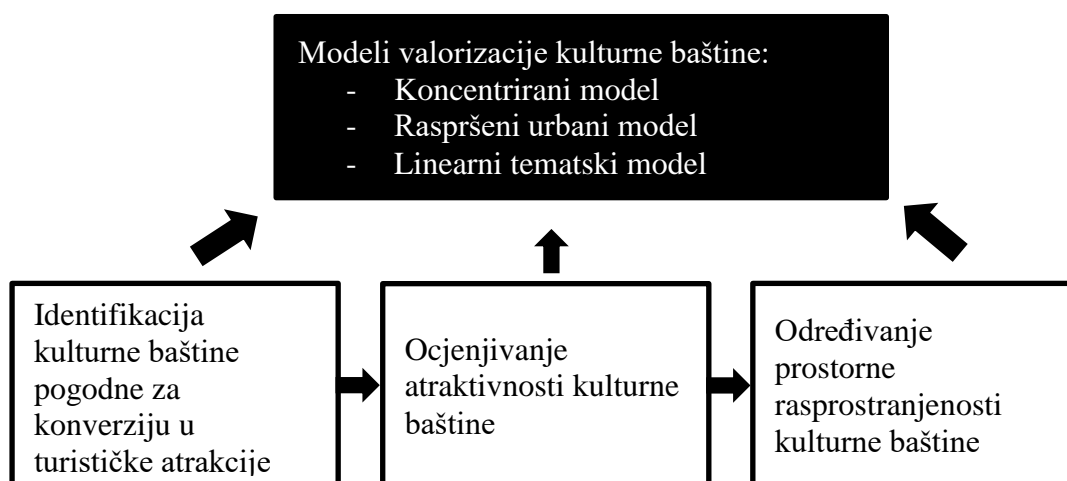 Modeli valorizacije kulturne baštine:
- Koncentrirani model
- Raspršeni urbani model
- Linearni tematski model
Identifikacija
kulturne baštine
pogodne za
konverziju u
turističke atrakcije
Ocjenjivanje
atraktivnosti kulturne
baštine
Određivanje
prostorne
rasprostranjenosti
kulturne baštine